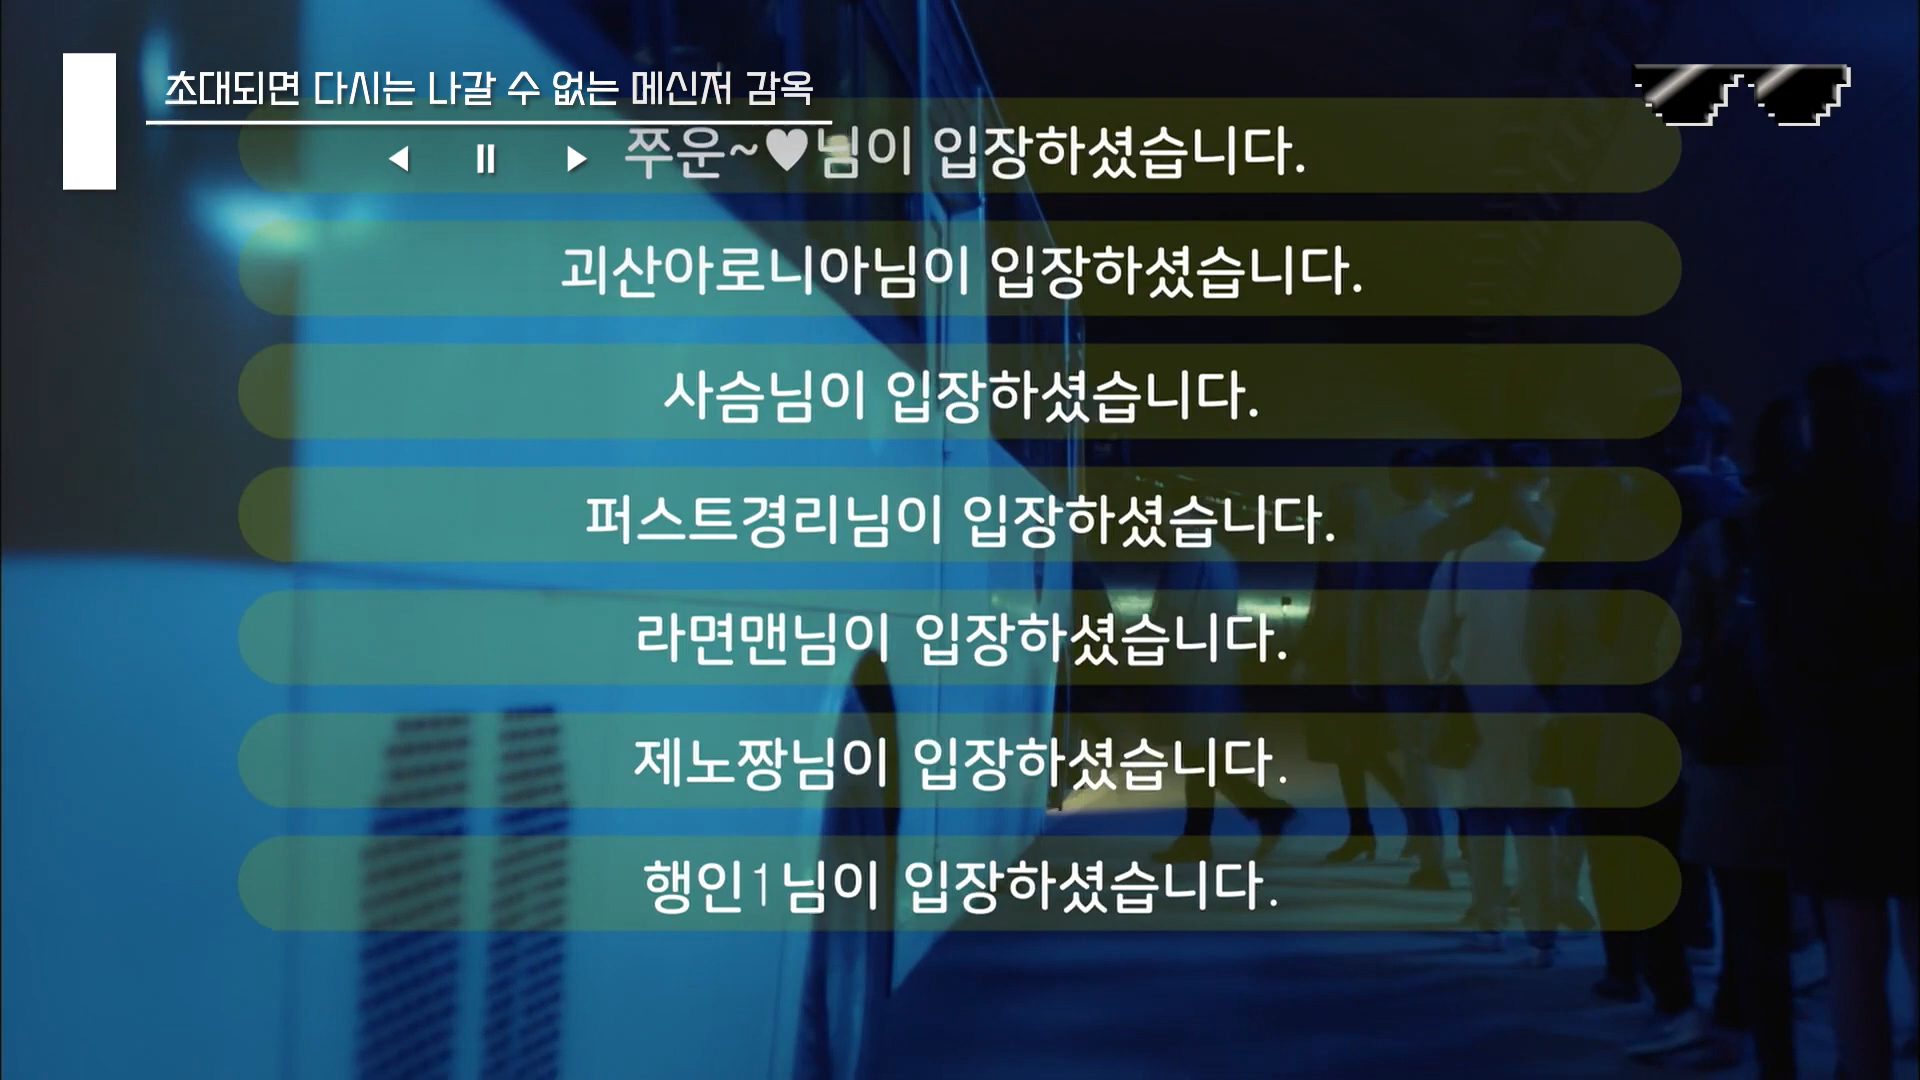 초대되면 다시는 나갈 수 없는 메신저 감옥
쭈운~♥님이 입장하셨습니다.
괴산아로니아님이 입장하셨습니다.
사슴님이 입장하셨습니다.
퍼스트경리님이 입장하셨습니다.
라면맨님이 입장하셨습니다.
제노짱님이 입장하셨습니다.
행인1님이 입장하셨습니다.